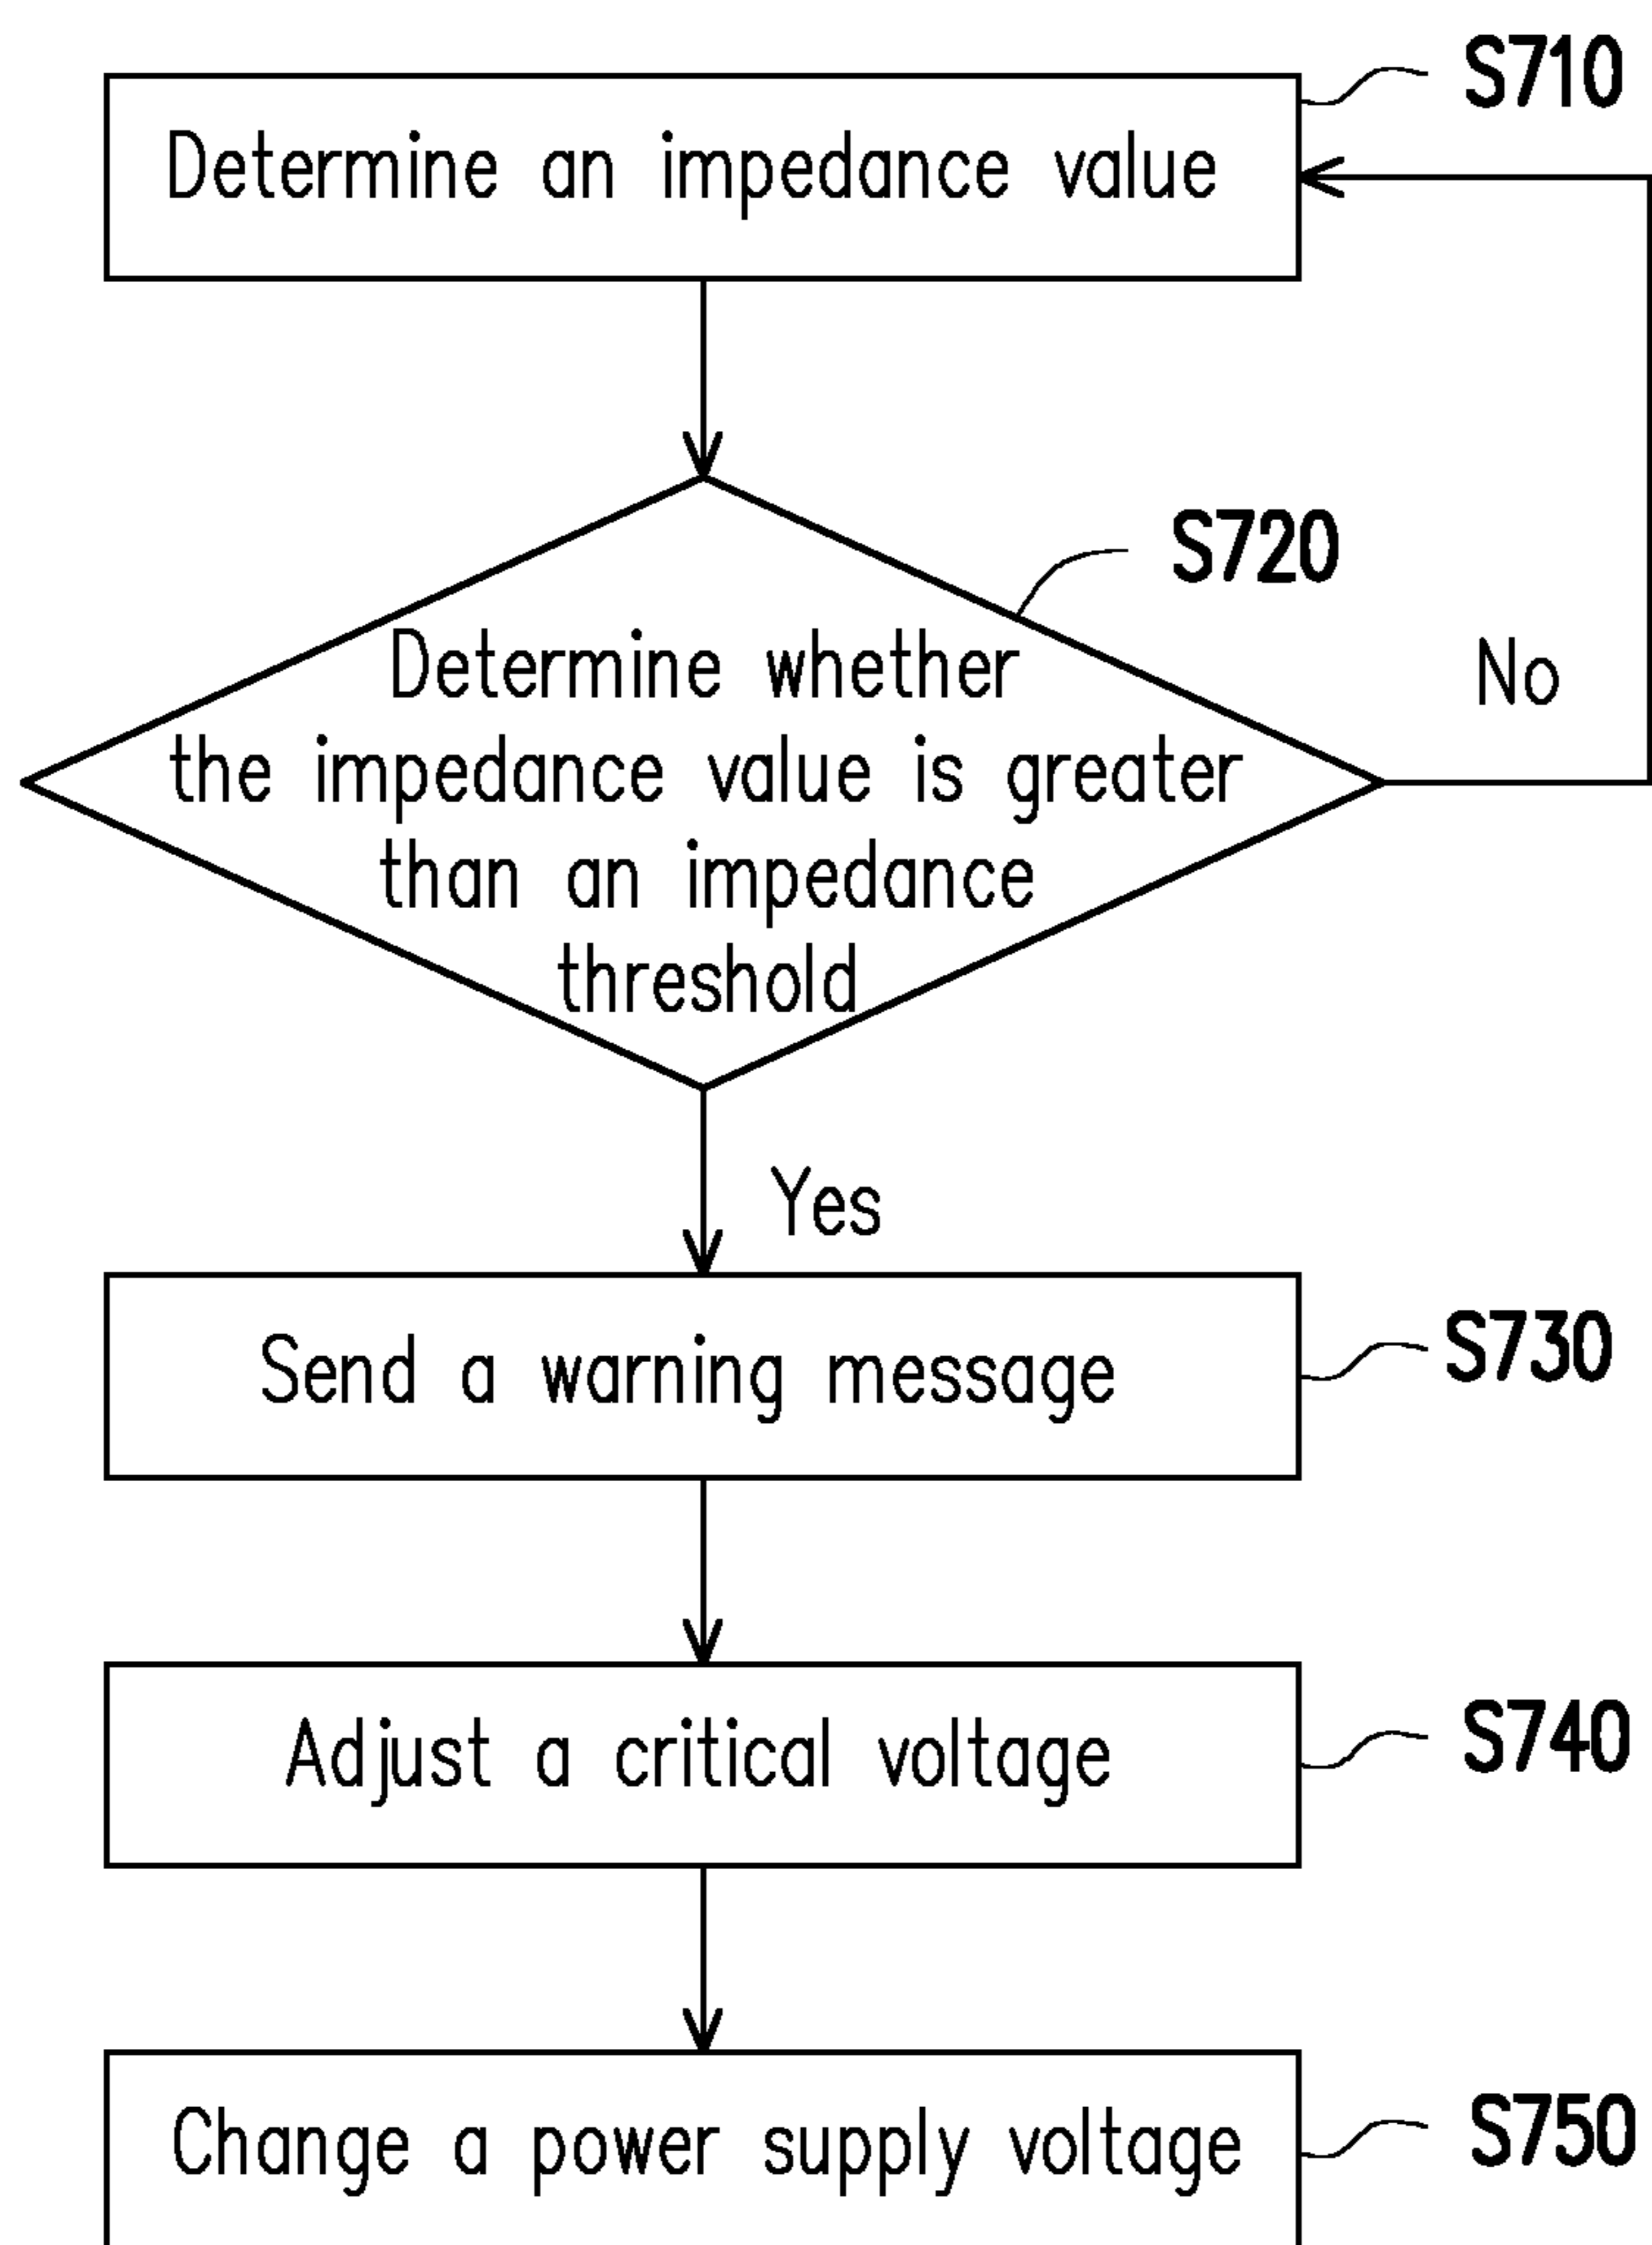 S710
Determine an impedance value
S720
Determine whether
the impedance value is greater
than an impedance
threshold
No
Yes
Send a warning message
S730
Adjust a critical voltage
S740
Change a power supply voltage
S750